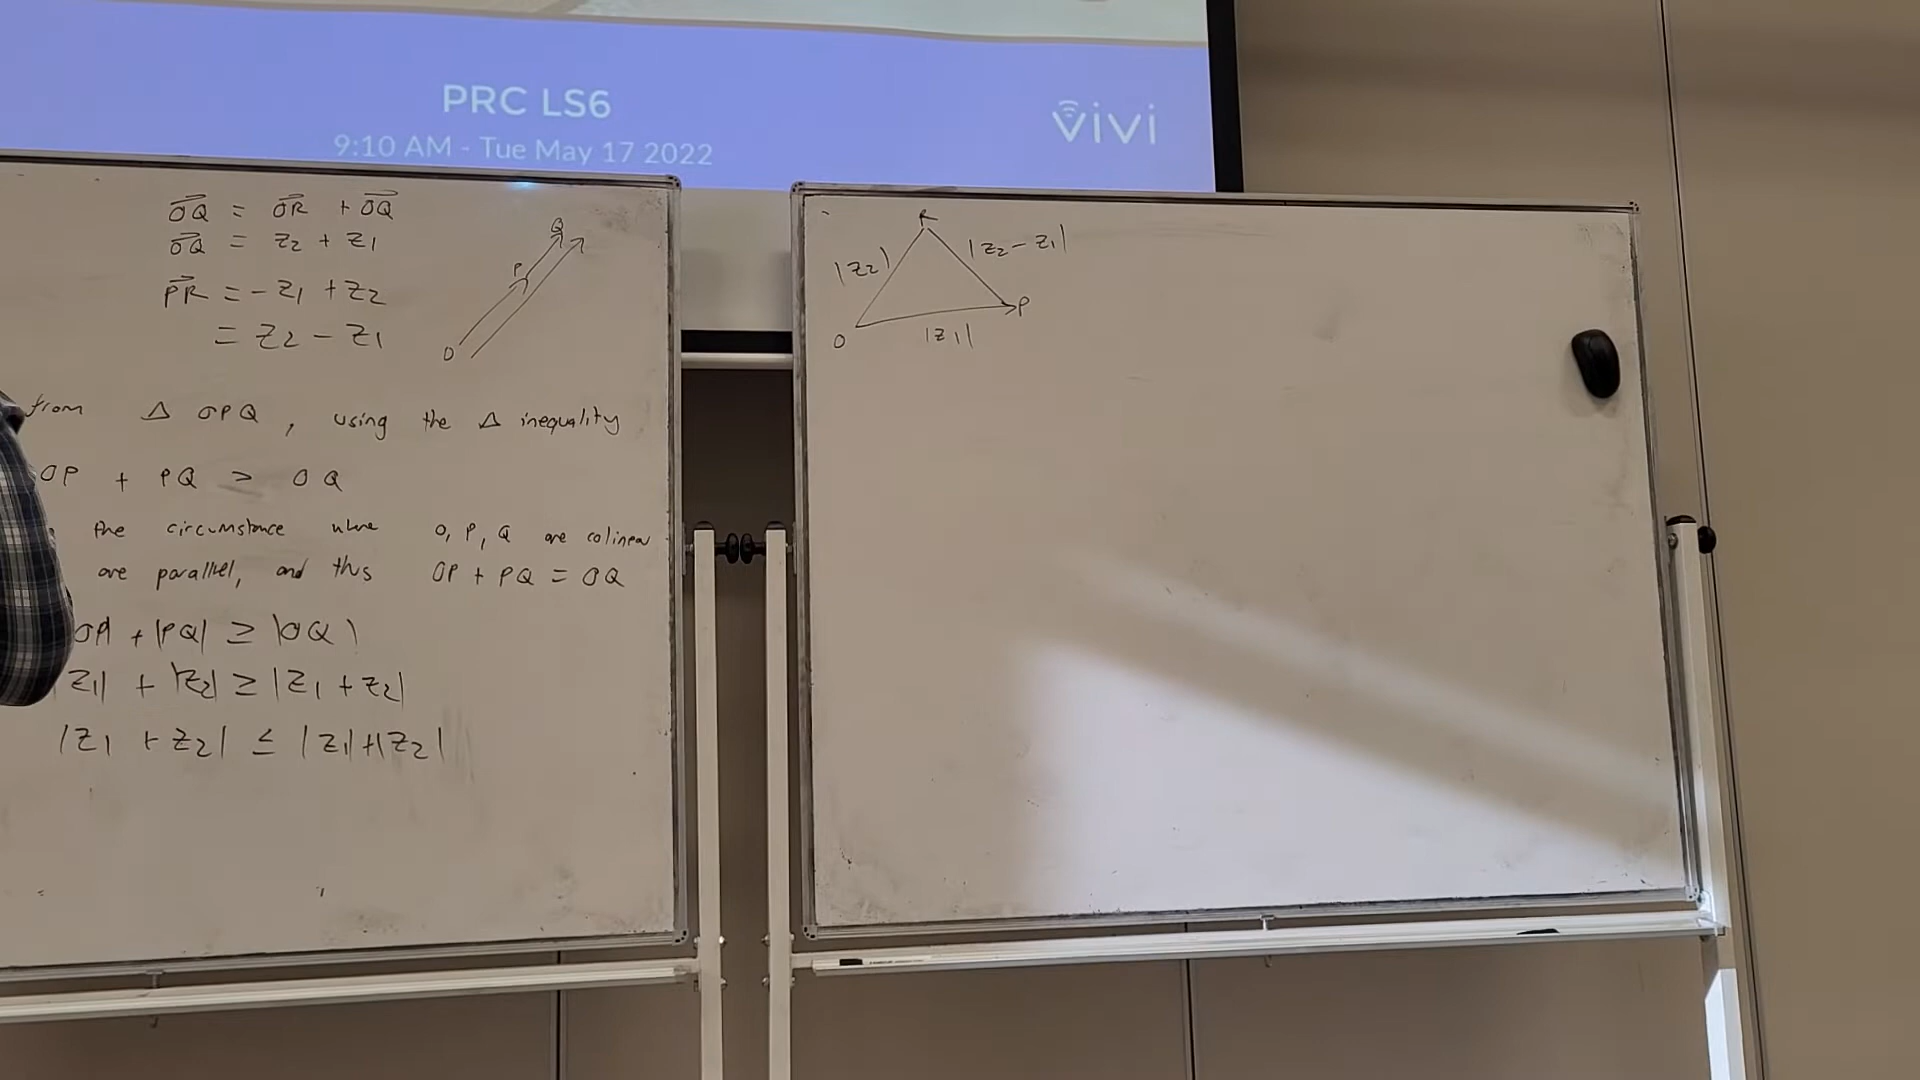 PRC LS6
vivi
9:10 AM - Tue May 17 2022
OQ = OR + OQ
OQ = z2 + z1
PR = -z1 + z2
= z2 - z1
Q
P
O
from Δ OPQ, using the Δ inequality
OP + PQ > OQ
the circumstance where O, P, Q are colinear
are parallel, and thus OP + PQ = OQ
OP| + |PQ| ≥ |OQ|
|z1| + |z2| ≥ |z1 + z2|
|z1 + z2| ≤ |z1|+|z2|
R
|z2|
|z2 - z1|
P
O
|z1|